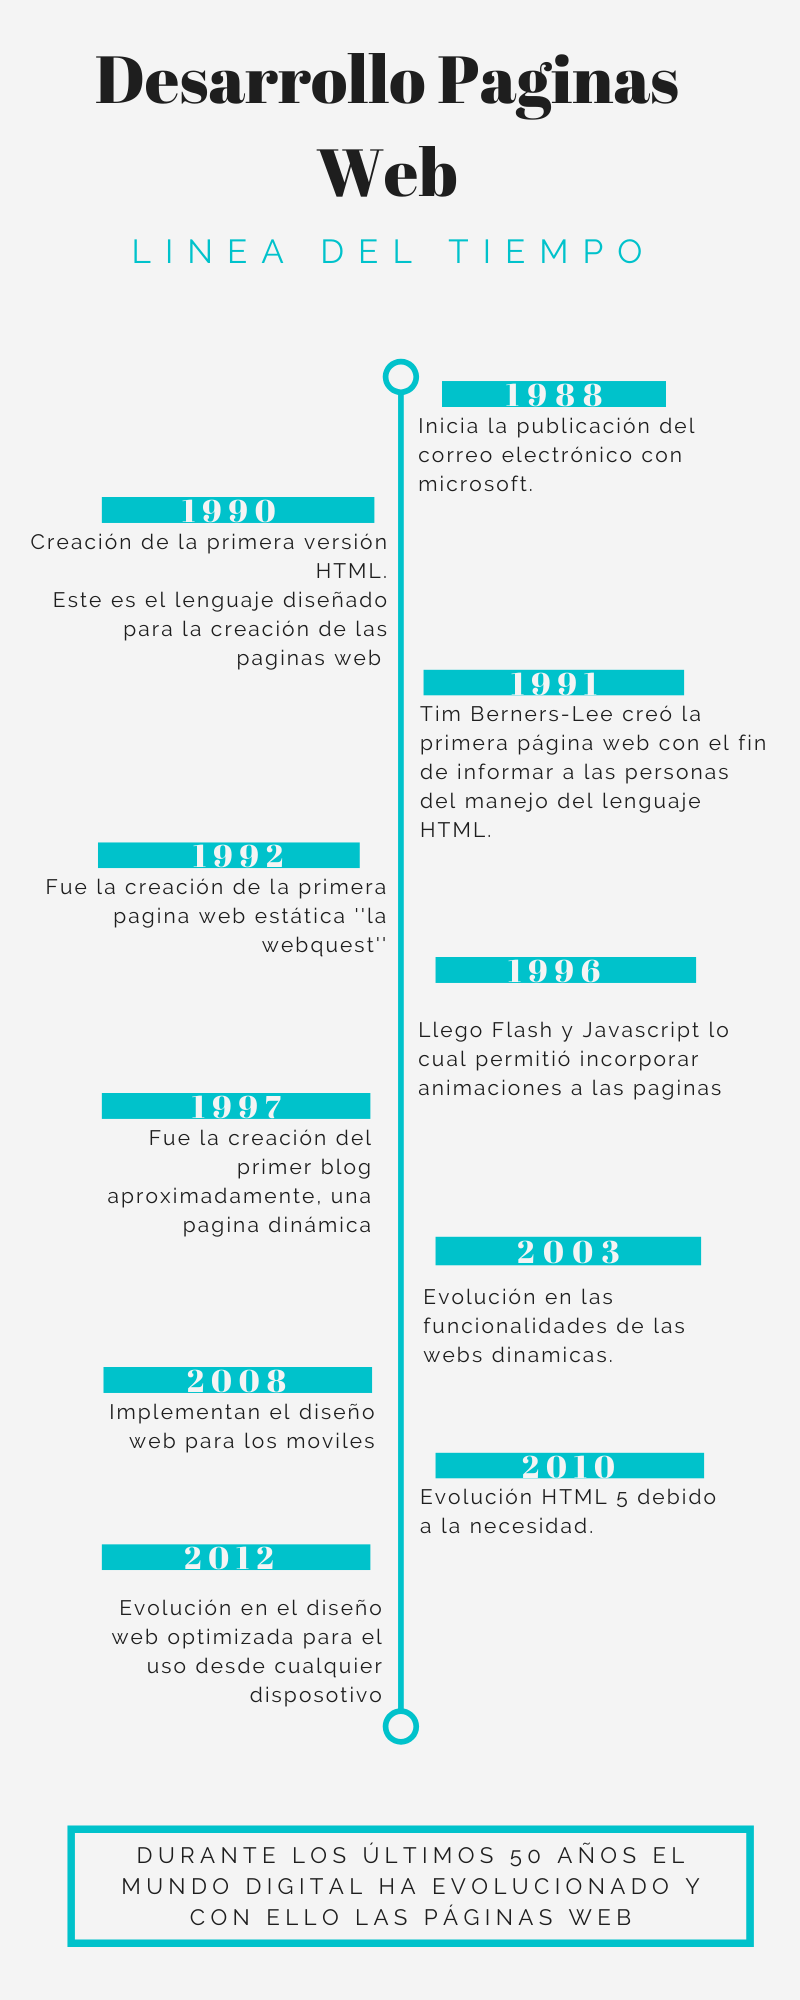 Desarrollo Paginas
Web
LINEA DEL TIEMPO
1988
Inicia la publicación del
correo electrónico con
microsoft.
1990
Creación de la primera versión
HTML.
Este es el lenguaje diseñado
para la creación de las
paginas web
1991
Tim Berners-Lee creó la
primera página web con el fin
de informar a las personas
del manejo del lenguaje
HTML.
1992
Fue la creación de la primera
pagina web estática ''la
webquest''
1996
Llego Flash y Javascript lo
cual permitió incorporar
animaciones a las paginas
1997
Fue la creación del
primer blog
aproximadamente, una
pagina dinámica
2003
Evolución en las
funcionalidades de las
webs dinamicas.
2008
Implementan el diseño
web para los moviles
2010
Evolución HTML 5 debido
a la necesidad.
2012
Evolución en el diseño
web optimizada para el
uso desde cualquier
disposotivo
DURANTE LOS ÚLTIMOS 50 AÑOS EL
MUNDO DIGITAL HA EVOLUCIONADO Y
CON ELLO LAS PÁGINAS WEB